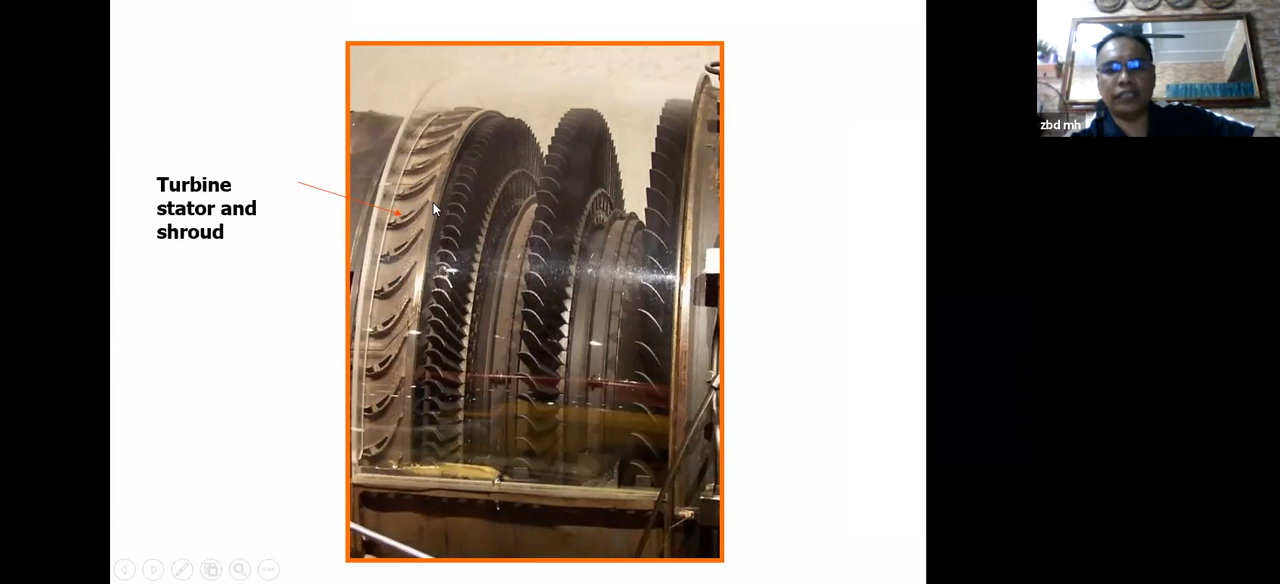 Turbine
stator and
shroud
zbd mh